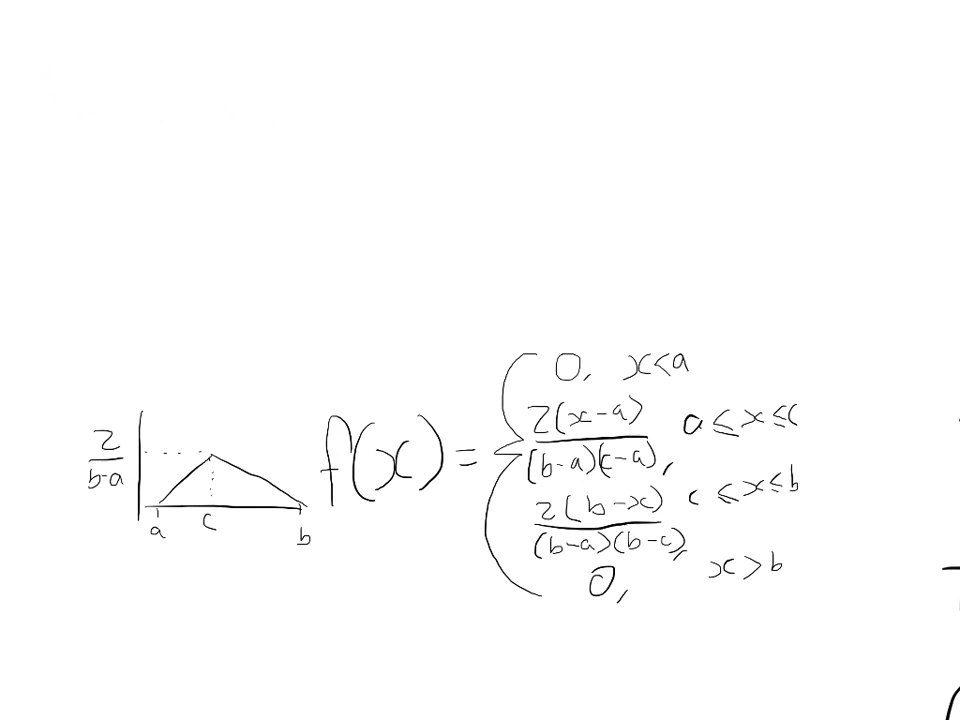 2/(b-a)
a c b
f(x) =
0, x<a
2(x-a)/((b-a)(c-a)), a≤x≤c
2(b-x)/((b-a)(b-c)), c≤x≤b
0, x>b